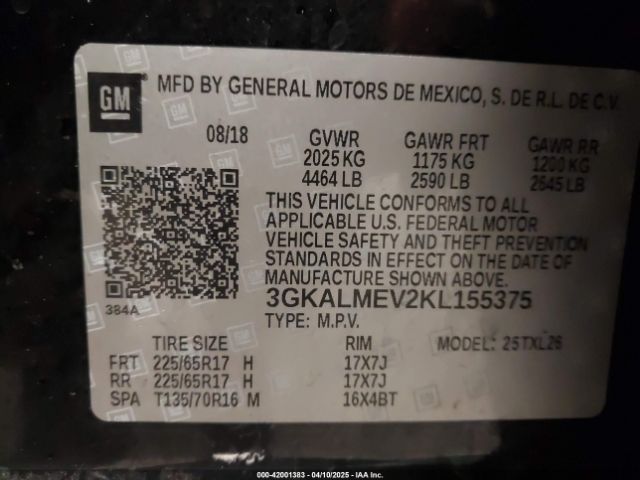 GM
MFD BY GENERAL MOTORS DE MEXICO, S. DE R.L. DE C.V.
08/18 GVWR GAWR FRT GAWR RR
2025 KG 1175 KG 1200 KG
4464 LB 2590 LB 2645 LB
THIS VEHICLE CONFORMS TO ALL
APPLICABLE U.S. FEDERAL MOTOR
VEHICLE SAFETY AND THEFT PREVENTION
STANDARDS IN EFFECT ON THE DATE OF
MANUFACTURE SHOWN ABOVE.
384A
3GKALMEV2KL155375
TYPE: M.P.V.
TIRE SIZE RIM MODEL: 25TXL26
FRT 225/65R17 H 17X7J
RR 225/65R17 H 17X7J
SPA T135/70R16 M 16X4BT
000-42001383 - 04/10/2025 - IAA Inc.